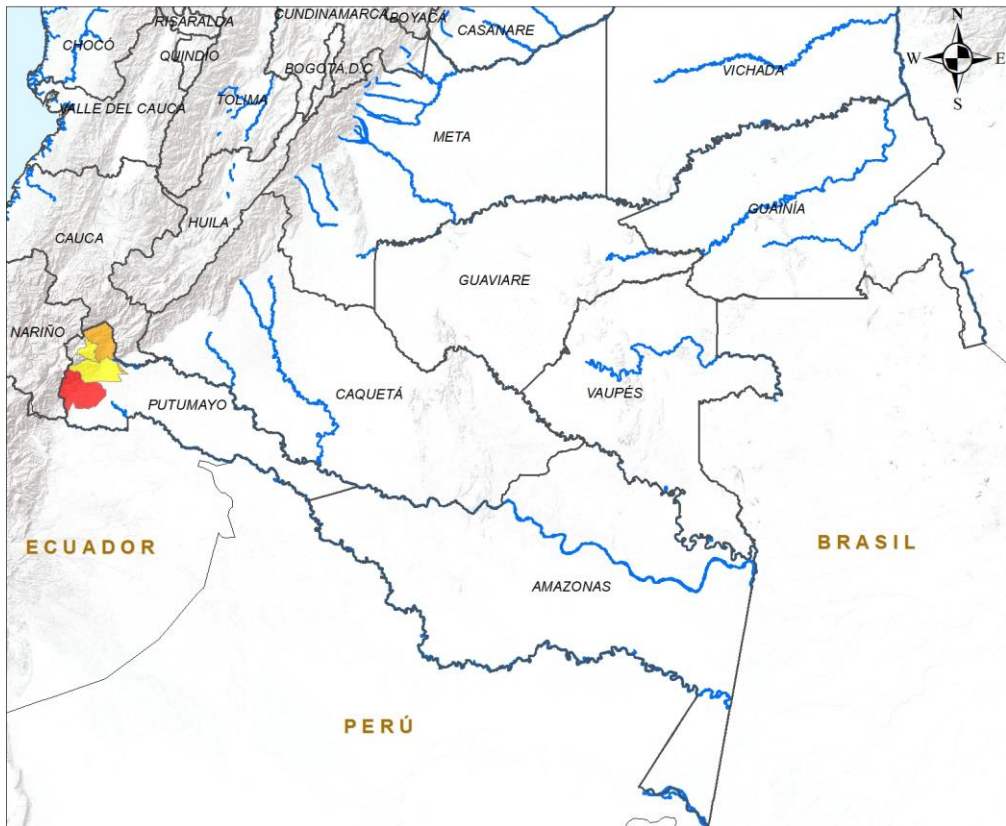 CUNDINAMARCA
BOYACÁ
RISARALDA
CASANARE
N
CHOCÓ
QUINDÍO
BOGOTÁ D.C
VICHADA
W
E
S
VALLE DEL CAUCA
TOLIMA
META
GUAINÍA
HUILA
CAUCA
GUAVIARE
NARIÑO
CAQUETÁ
VAUPÉS
PUTUMAYO
ECUADOR
BRASIL
AMAZONAS
PERÚ